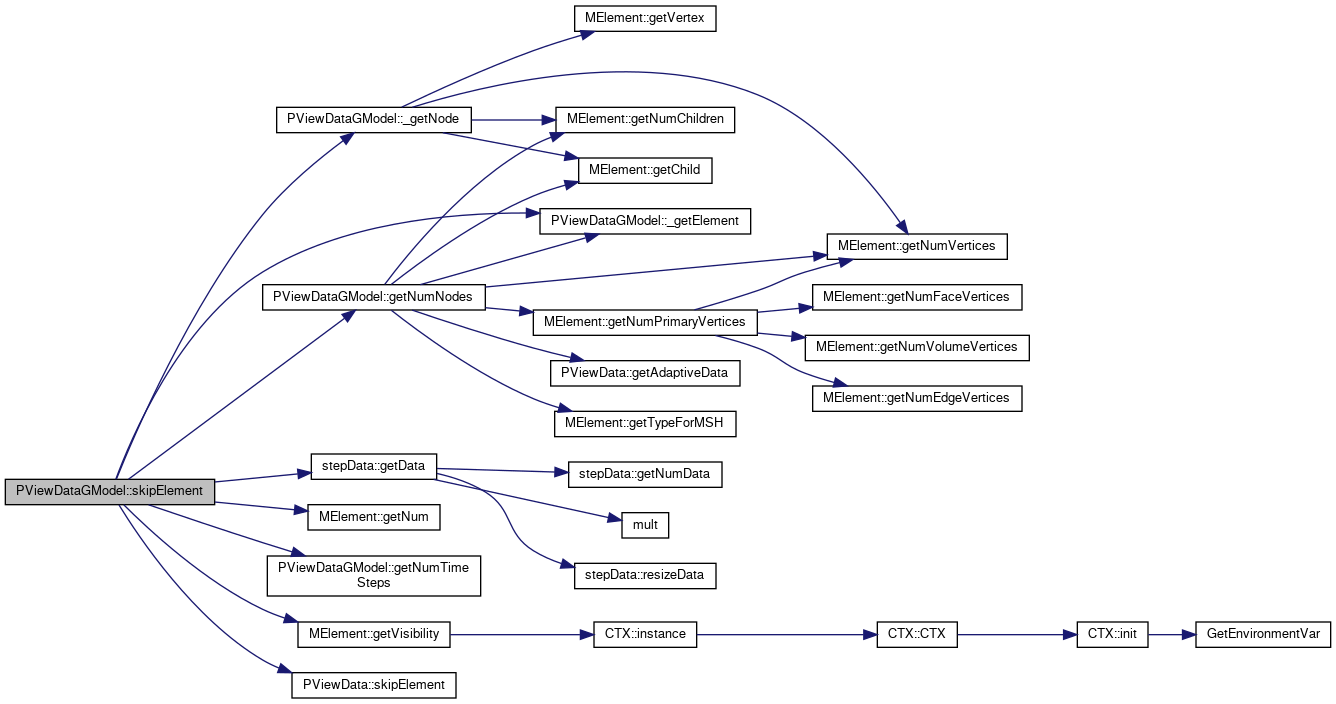 MElement::getVertex
PViewDataGModel::_getNode
MElement::getNumChildren
MElement::getChild
PViewDataGModel::_getElement
MElement::getNumVertices
PViewDataGModel::getNumNodes
MElement::getNumFaceVertices
MElement::getNumPrimaryVertices
MElement::getNumVolumeVertices
PViewData::getAdaptiveData
MElement::getNumEdgeVertices
MElement::getTypeForMSH
stepData::getData
stepData::getNumData
PViewDataGModel::skipElement
MElement::getNum
mult
PViewDataGModel::getNumTime
Steps
stepData::resizeData
MElement::getVisibility
CTX::instance
CTX::CTX
CTX::init
GetEnvironmentVar
PViewData::skipElement